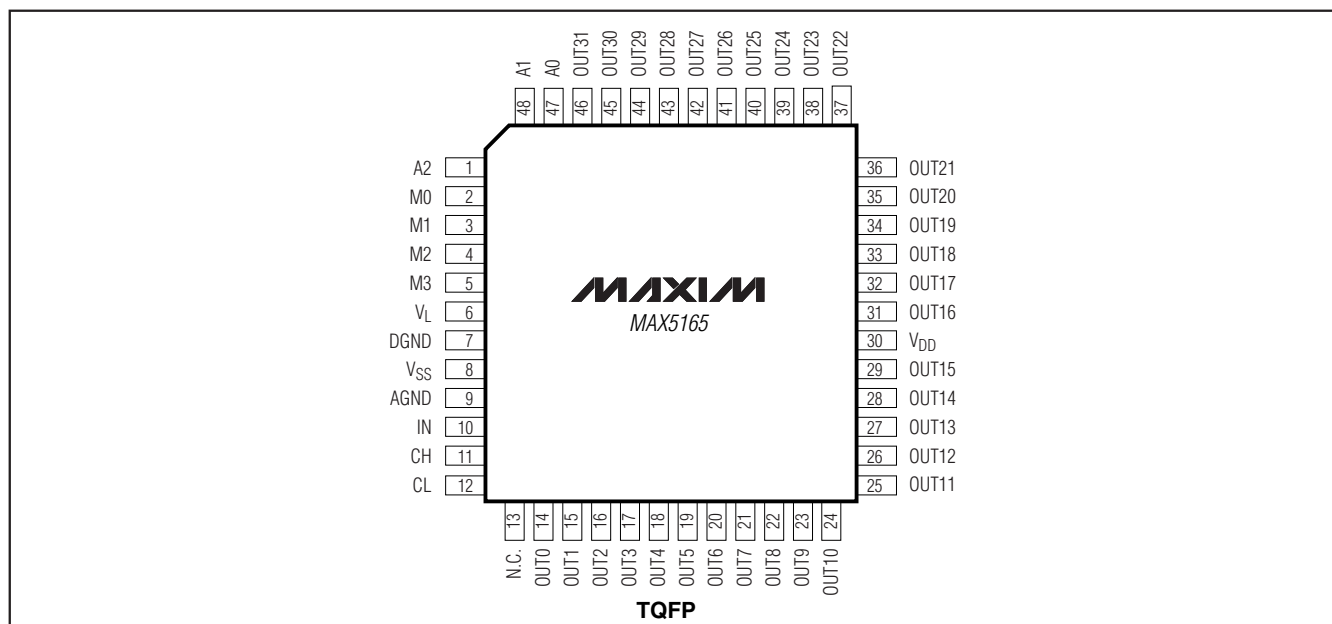 A1
A0
OUT31
OUT30
OUT29
OUT28
OUT27
OUT26
OUT25
OUT24
OUT23
OUT22
48
47
46
45
44
43
42
41
40
39
38
37
A2 1
M0 2
M1 3
M2 4
M3 5
VL 6
DGND 7
VSS 8
AGND 9
IN 10
CH 11
CL 12
MAXIM
MAX5165
36 OUT21
35 OUT20
34 OUT19
33 OUT18
32 OUT17
31 OUT16
30 VDD
29 OUT15
28 OUT14
27 OUT13
26 OUT12
25 OUT11
13
14
15
16
17
18
19
20
21
22
23
24
N.C.
OUT0
OUT1
OUT2
OUT3
OUT4
OUT5
OUT6
OUT7
OUT8
OUT9
OUT10
TQFP